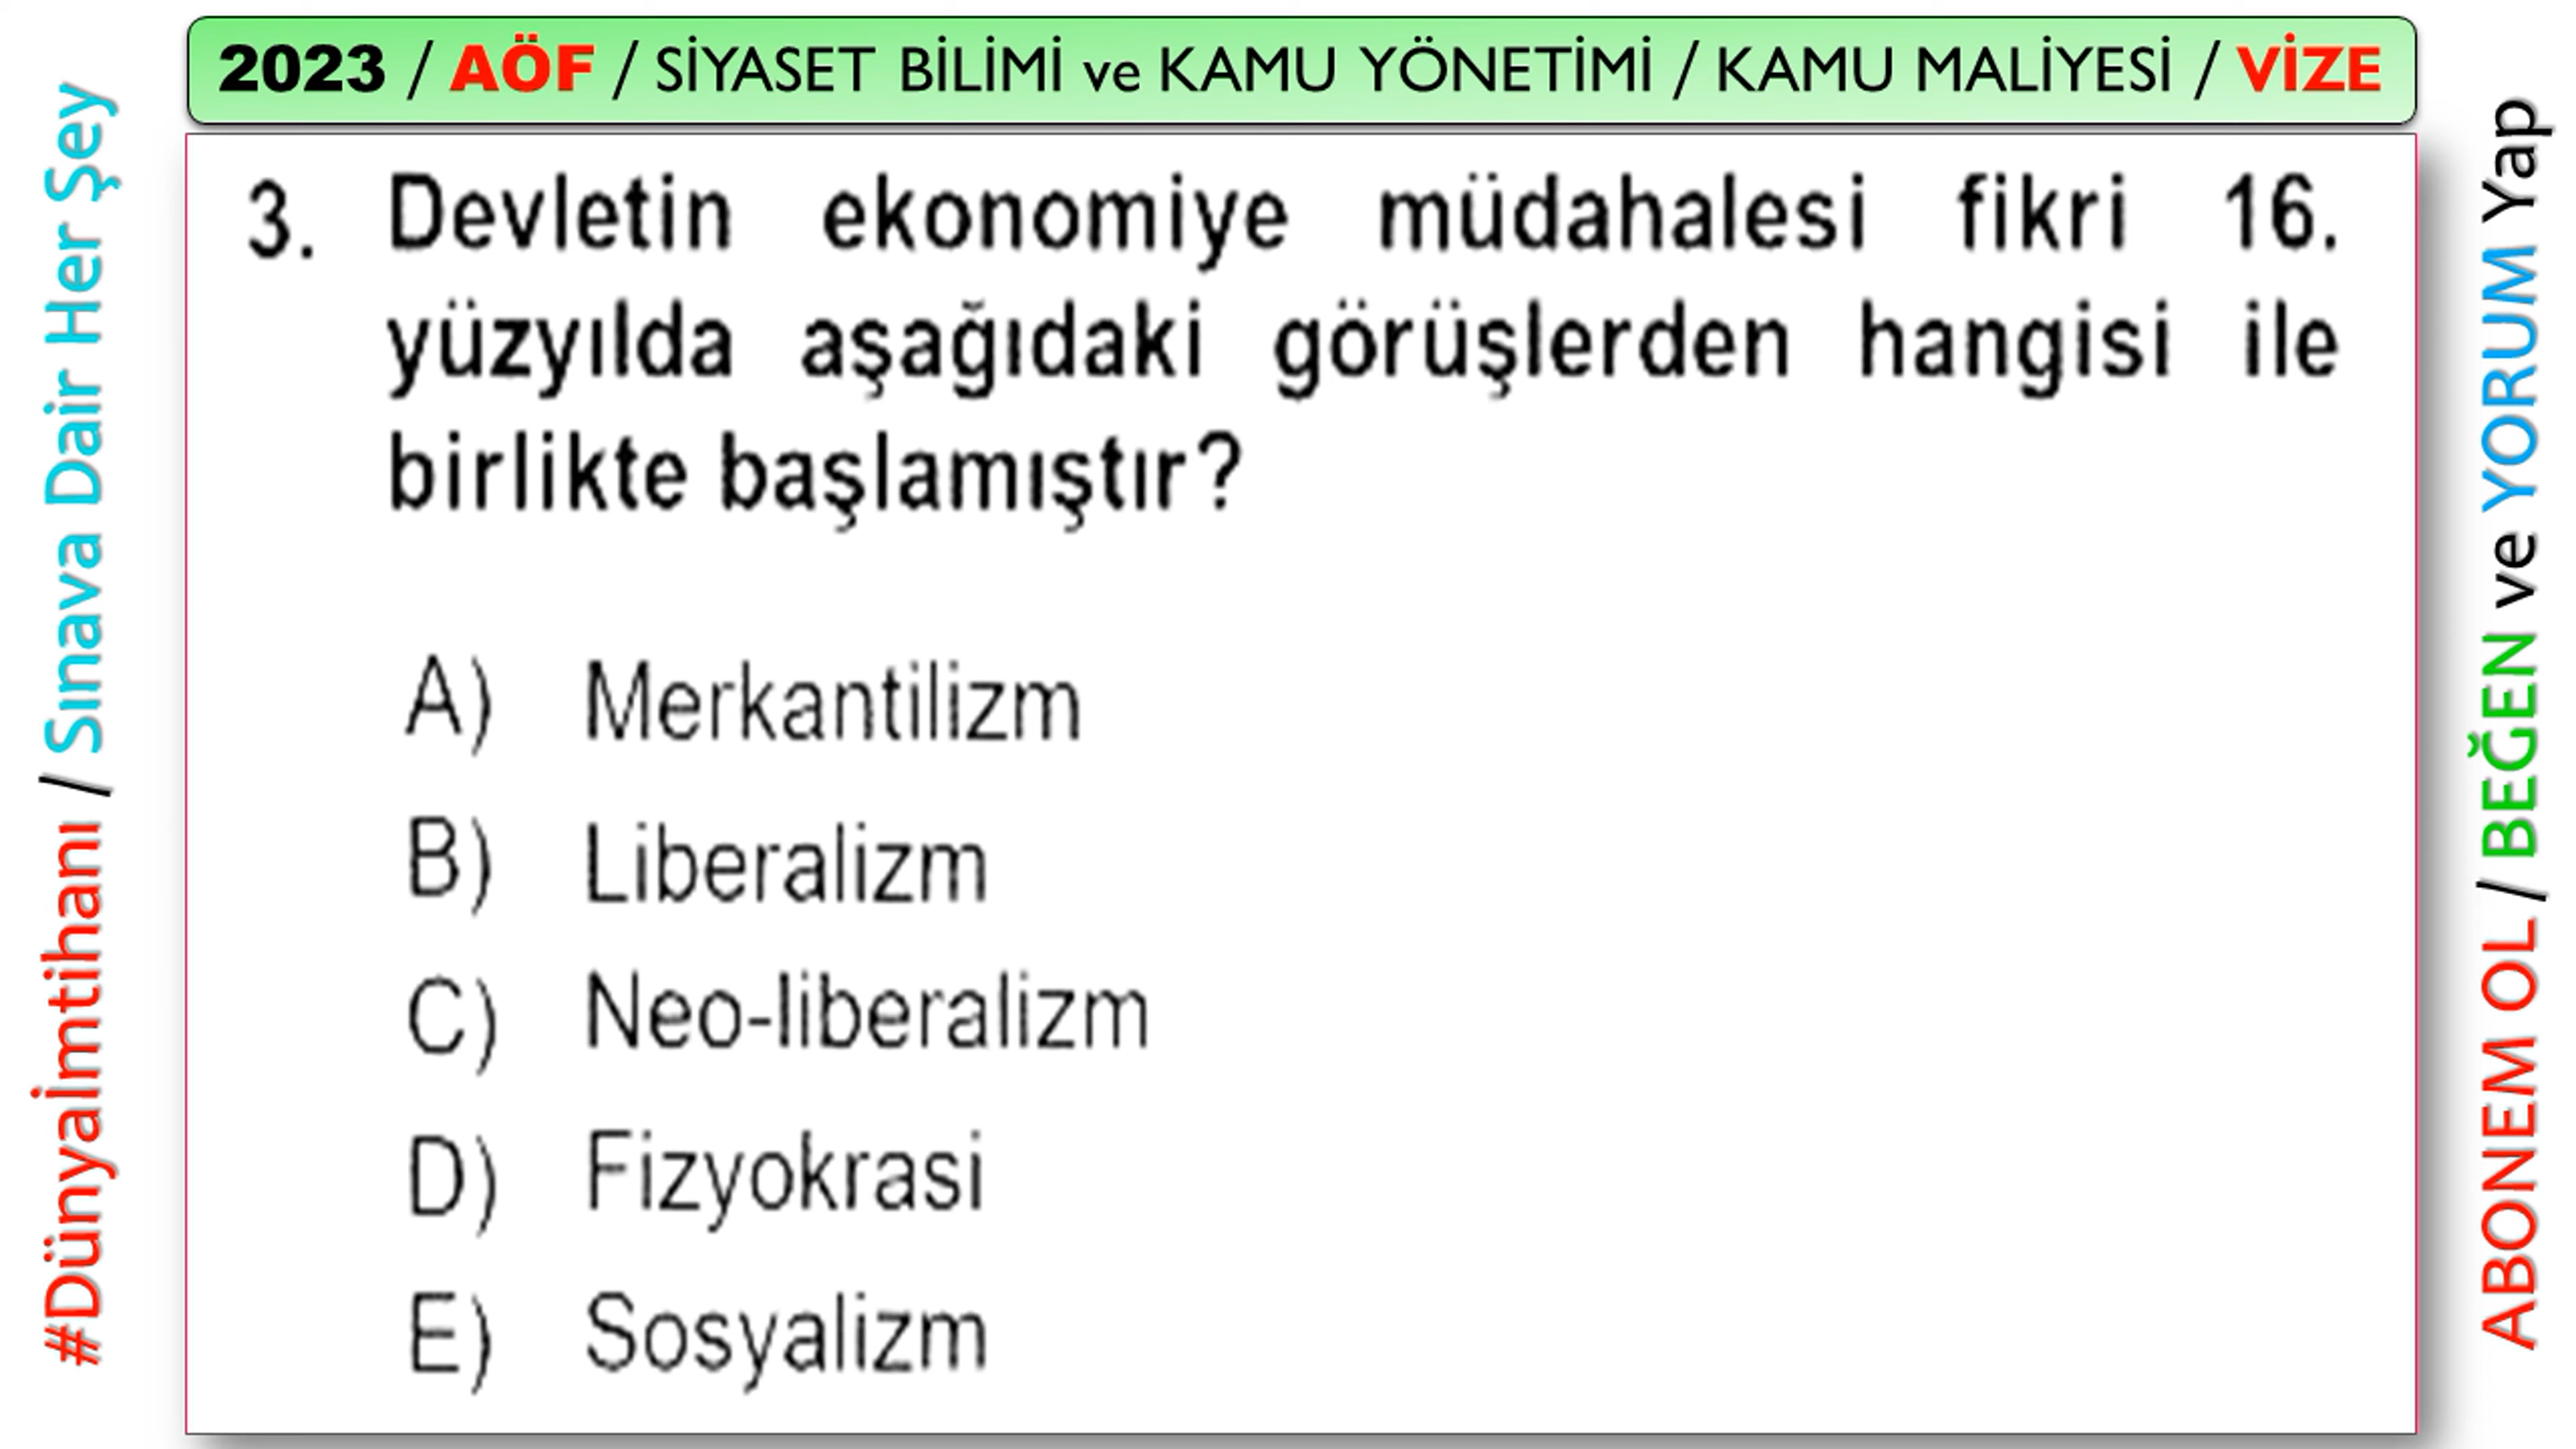 2023 / AÖF / SİYASET BİLİMİ ve KAMU YÖNETİMİ / KAMU MALİYESİ / VİZE
#Dünyaİmtihanı / Sınava Dair Her Şey
3. Devletin ekonomiye müdahalesi fikri 16.
yüzyılda aşağıdaki görüşlerden hangisi ile
birlikte başlamıştır?
A) Merkantilizm
B) Liberalizm
C) Neo-liberalizm
D) Fizyokrasi
E) Sosyalizm
ABONEM OL / BEĞEN ve YORUM Yap